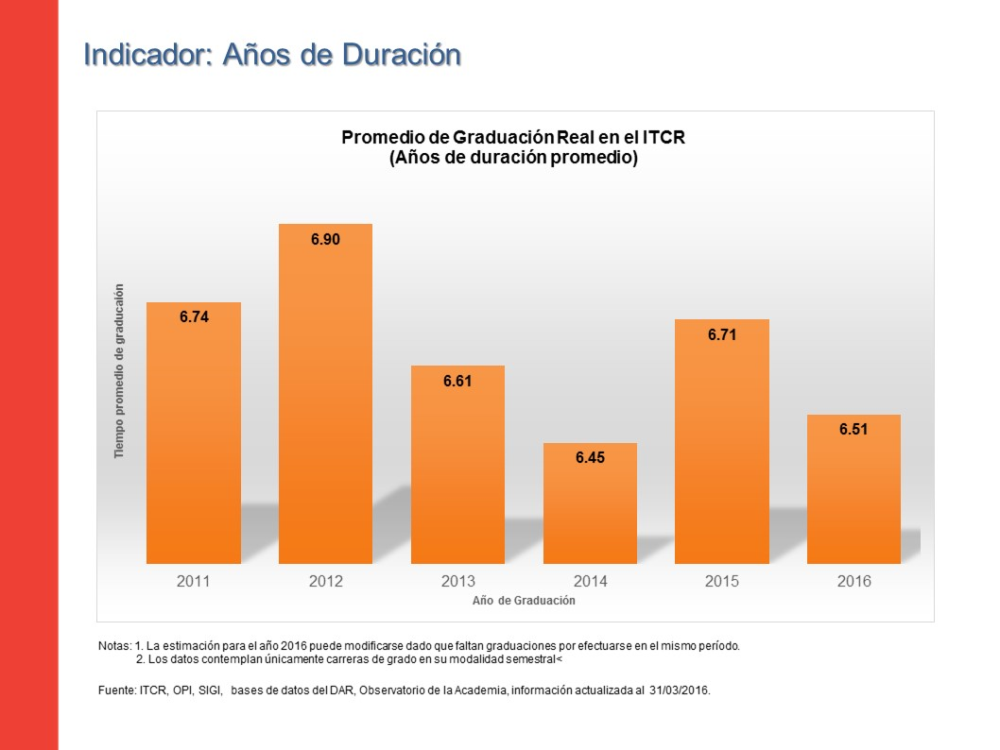 Indicador: Años de Duración
Promedio de Graduación Real en el ITCR
(Años de duración promedio)
6.90
6.74
6.71
6.61
6.51
6.45
Tiempo promedio de graducaión
2011 2012 2013 2014 2015 2016
Año de Graduación
Notas: 1. La estimación para el año 2016 puede modificarse dado que faltan graduaciones por efectuarse en el mismo período.
2. Los datos contemplan únicamente carreras de grado en su modalidad semestral<
Fuente: ITCR, OPI, SIGI, bases de datos del DAR, Observatorio de la Academia, información actualizada al 31/03/2016.